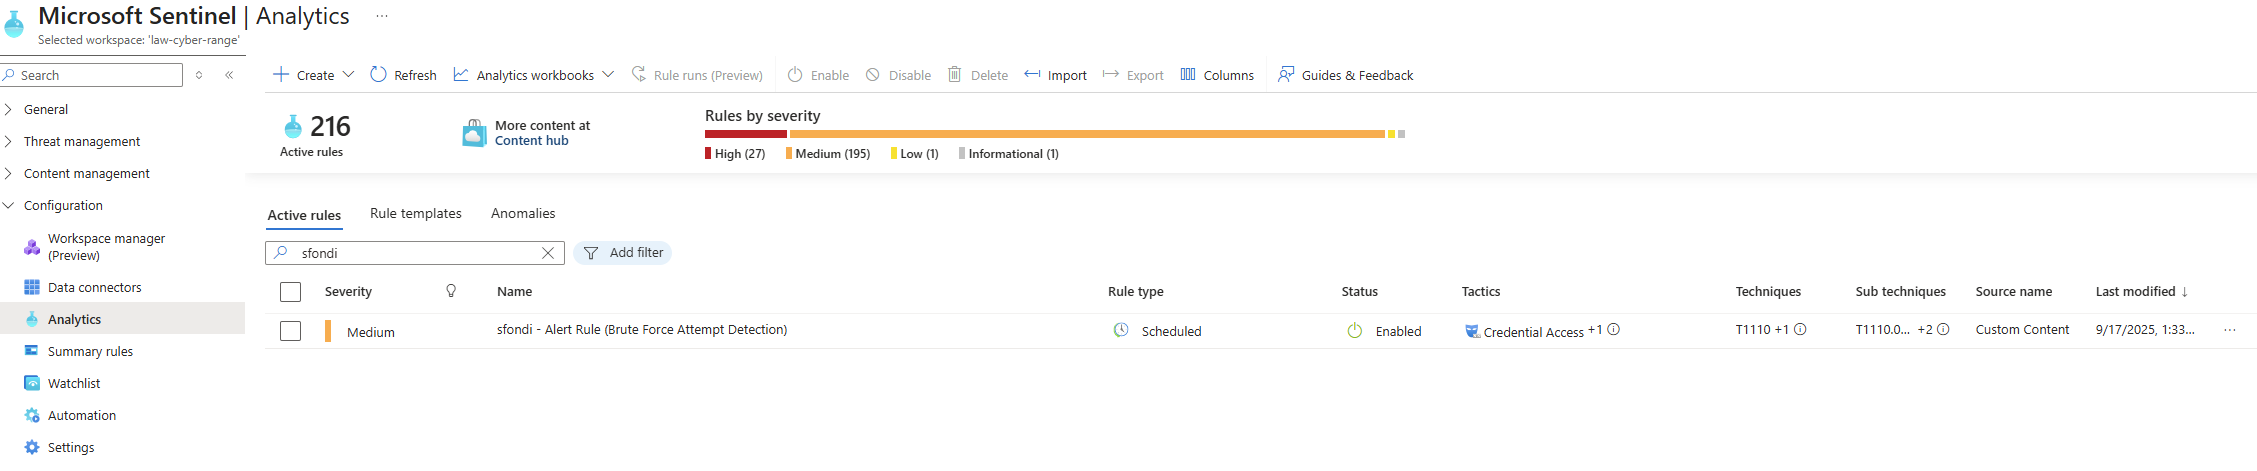 Microsoft Sentinel | Analytics ...
Selected workspace: 'law-cyber-range'
Search
General
Threat management
Content management
Configuration
Workspace manager
(Preview)
Data connectors
Analytics
Summary rules
Watchlist
Automation
Settings
Create Refresh Analytics workbooks Rule runs (Preview) Enable Disable Delete Import Export Columns Guides & Feedback
216
Active rules
More content at
Content hub
Rules by severity
High (27) Medium (195) Low (1) Informational (1)
Active rules Rule templates Anomalies
sfondi Add filter
Severity Name Rule type Status Tactics Techniques Sub techniques Source name Last modified ↓
Medium sfondi - Alert Rule (Brute Force Attempt Detection) Scheduled Enabled Credential Access +1 T1110 +1 T1110.0... +2 Custom Content 9/17/2025, 1:33... ...